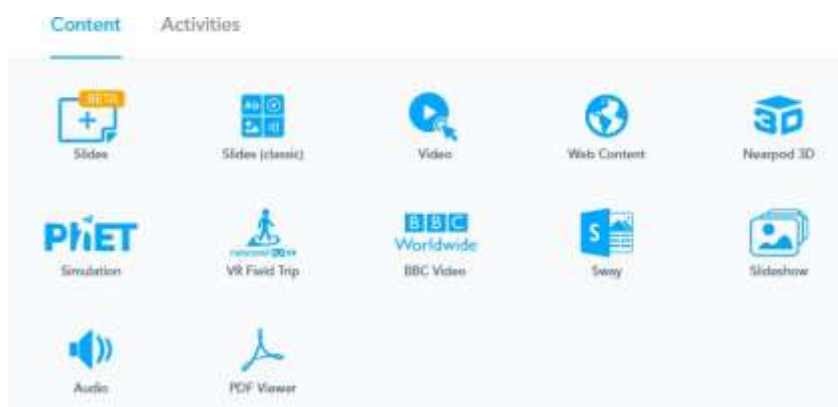 Content Activities
BETA
Slides
Slides (classic)
Video
3D
Web Content
Nearpod 3D
PhET
Simulation
VR Field Trip
BBC
Worldwide
BBC Video
S
Sway
Slideshow
Audio
PDF Viewer